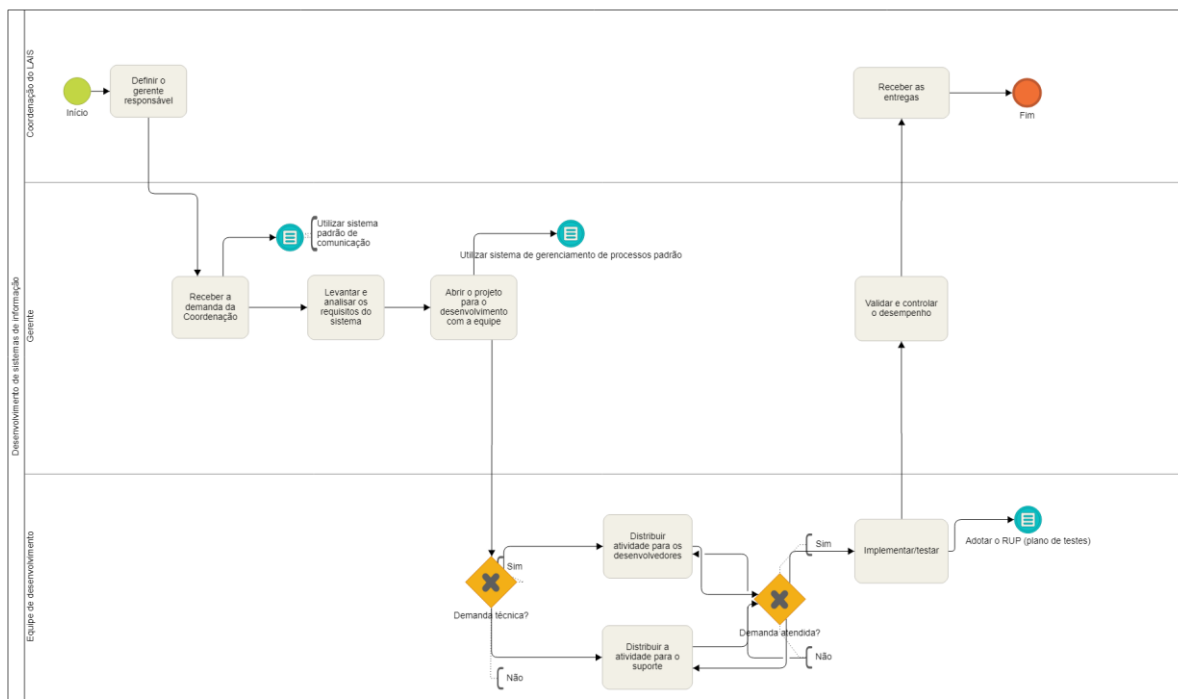 Desenvolvimento de sistemas de informação
Coordenação do LAIS
Início
Definir o
gerente
responsável
Receber as
entregas
Fim
Gerente
Utilizar sistema
padrão de
comunicação
Utilizar sistema de gerenciamento de processos padrão
Receber a
demanda da
Coordenação
Levantar e
analisar os
requisitos do
sistema
Abrir o projeto
para o
desenvolvimento
com a equipe
Validar e controlar
o desempenho
Equipe de desenvolvimento
Demanda técnica?
Sim
Não
Distribuir
atividade para os
desenvolvedores
Distribuir a
atividade para o
suporte
Demanda atendida?
Sim
Não
Implementar/testar
Adotar o RUP (plano de testes)